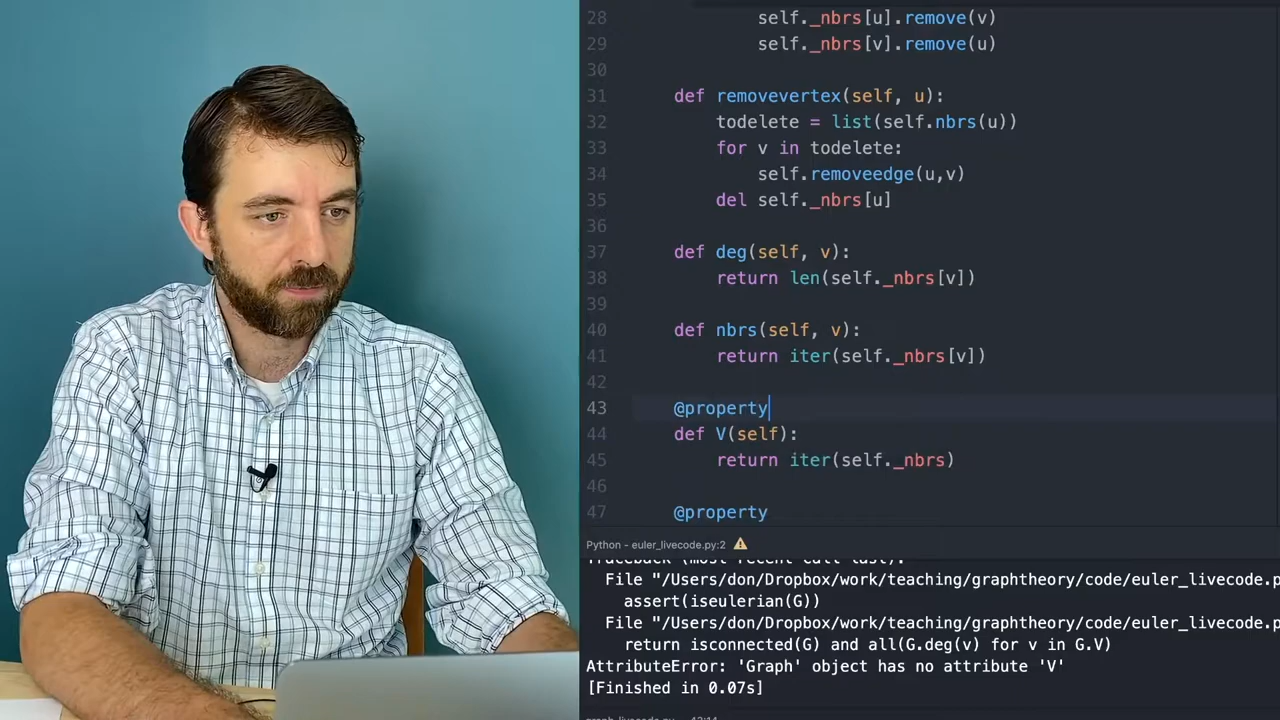 28 self._nbrs[u].remove(v)
29 self._nbrs[v].remove(u)
30
31 def removevertex(self, u):
32 todelete = list(self.nbrs(u))
33 for v in todelete:
34 self.removeedge(u,v)
35 del self._nbrs[u]
36
37 def deg(self, v):
38 return len(self._nbrs[v])
39
40 def nbrs(self, v):
41 return iter(self._nbrs[v])
42
43 @property
44 def V(self):
45 return iter(self._nbrs)
46
47 @property
Python - euler_livecode.py:2
Traceback (most recent call last):
File "/Users/don/Dropbox/work/teaching/graphtheory/code/euler_livecode.p
assert(iseulerian(G))
File "/Users/don/Dropbox/work/teaching/graphtheory/code/euler_livecode.p
return isconnected(G) and all(G.deg(v) for v in G.V)
AttributeError: 'Graph' object has no attribute 'V'
[Finished in 0.07s]